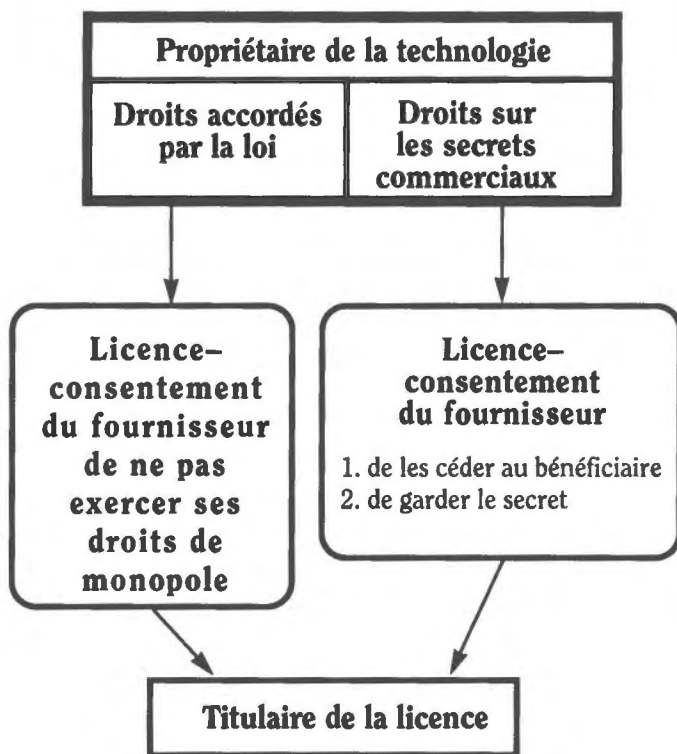 Propriétaire de la technologie
Droits accordés
par la loi
Droits sur
les secrets
commerciaux
Licence–
consentement
du fournisseur
de ne pas
exercer ses
droits de
monopole
Licence–
consentement
du fournisseur
1. de les céder au bénéficiaire
2. de garder le secret
Titulaire de la licence